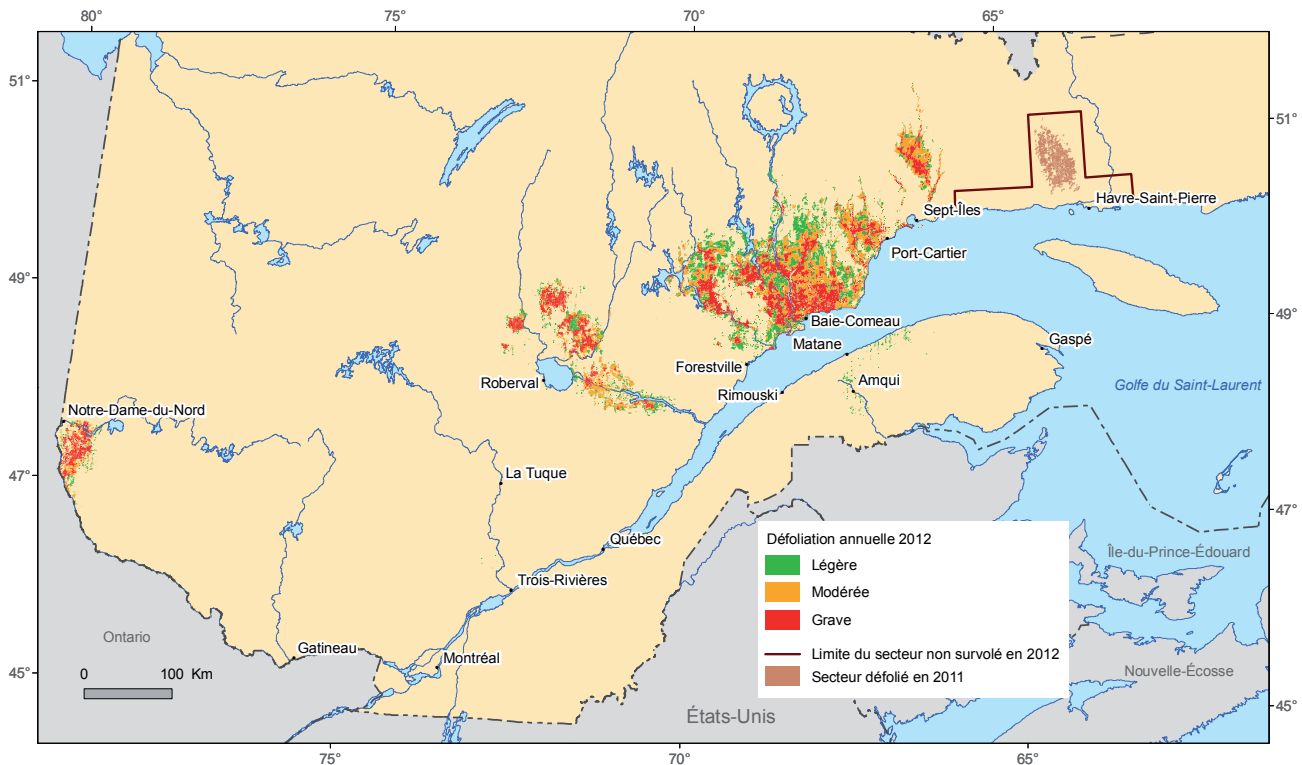 80° 75° 70° 65°
51°
51°
Havre-Saint-Pierre
Sept-Îles
Port-Cartier
49°
49°
Baie-Comeau
Matane
Gaspé
Forestville
Roberval
Amqui
Rimouski
Golfe du Saint-Laurent
Notre-Dame-du-Nord
47°
La Tuque
47°
Québec
Défoliation annuelle 2012
Île-du-Prince-Édouard
Légère
Trois-Rivières
Modérée
Grave
Ontario
Gatineau
Limite du secteur non survolé en 2012
Montréal
Nouvelle-Écosse
45°
0 100 Km
Secteur défolié en 2011
45°
États-Unis
75° 70° 65°